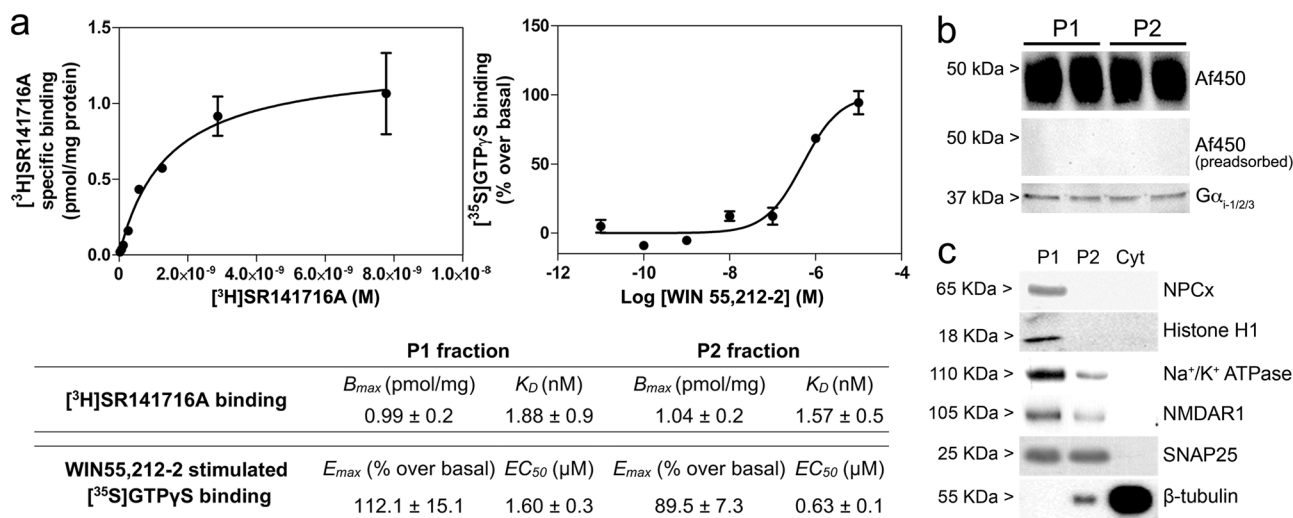 a
[³H]SR141716A
specific binding
(pmol/mg protein)
1.5
1.0
0.5
0.0
0
2.0×10⁻⁹
4.0×10⁻⁹
6.0×10⁻⁹
8.0×10⁻⁹
1.0×10⁻⁸
[³H]SR141716A (M)
[³⁵S]GTPγS binding
(% over basal)
150
100
50
0
-12
-10
-8
-6
-4
Log [WIN 55,212-2] (M)
P1 fraction P2 fraction
Bmax (pmol/mg) KD (nM) Bmax (pmol/mg) KD (nM)
[³H]SR141716A binding
0.99 ± 0.2 1.88 ± 0.9 1.04 ± 0.2 1.57 ± 0.5
WIN55,212-2 stimulated
[³⁵S]GTPγS binding
Emax (% over basal) EC50 (μM) Emax (% over basal) EC50 (μM)
112.1 ± 15.1 1.60 ± 0.3 89.5 ± 7.3 0.63 ± 0.1
b
P1 P2
50 kDa > Af450
50 kDa > Af450
(preadsorbed)
37 kDa > Gαi-1/2/3
c
P1 P2 Cyt
65 KDa > NPCx
18 KDa > Histone H1
110 KDa > Na⁺/K⁺ ATPase
105 KDa > NMDAR1
25 KDa > SNAP25
55 KDa > β-tubulin